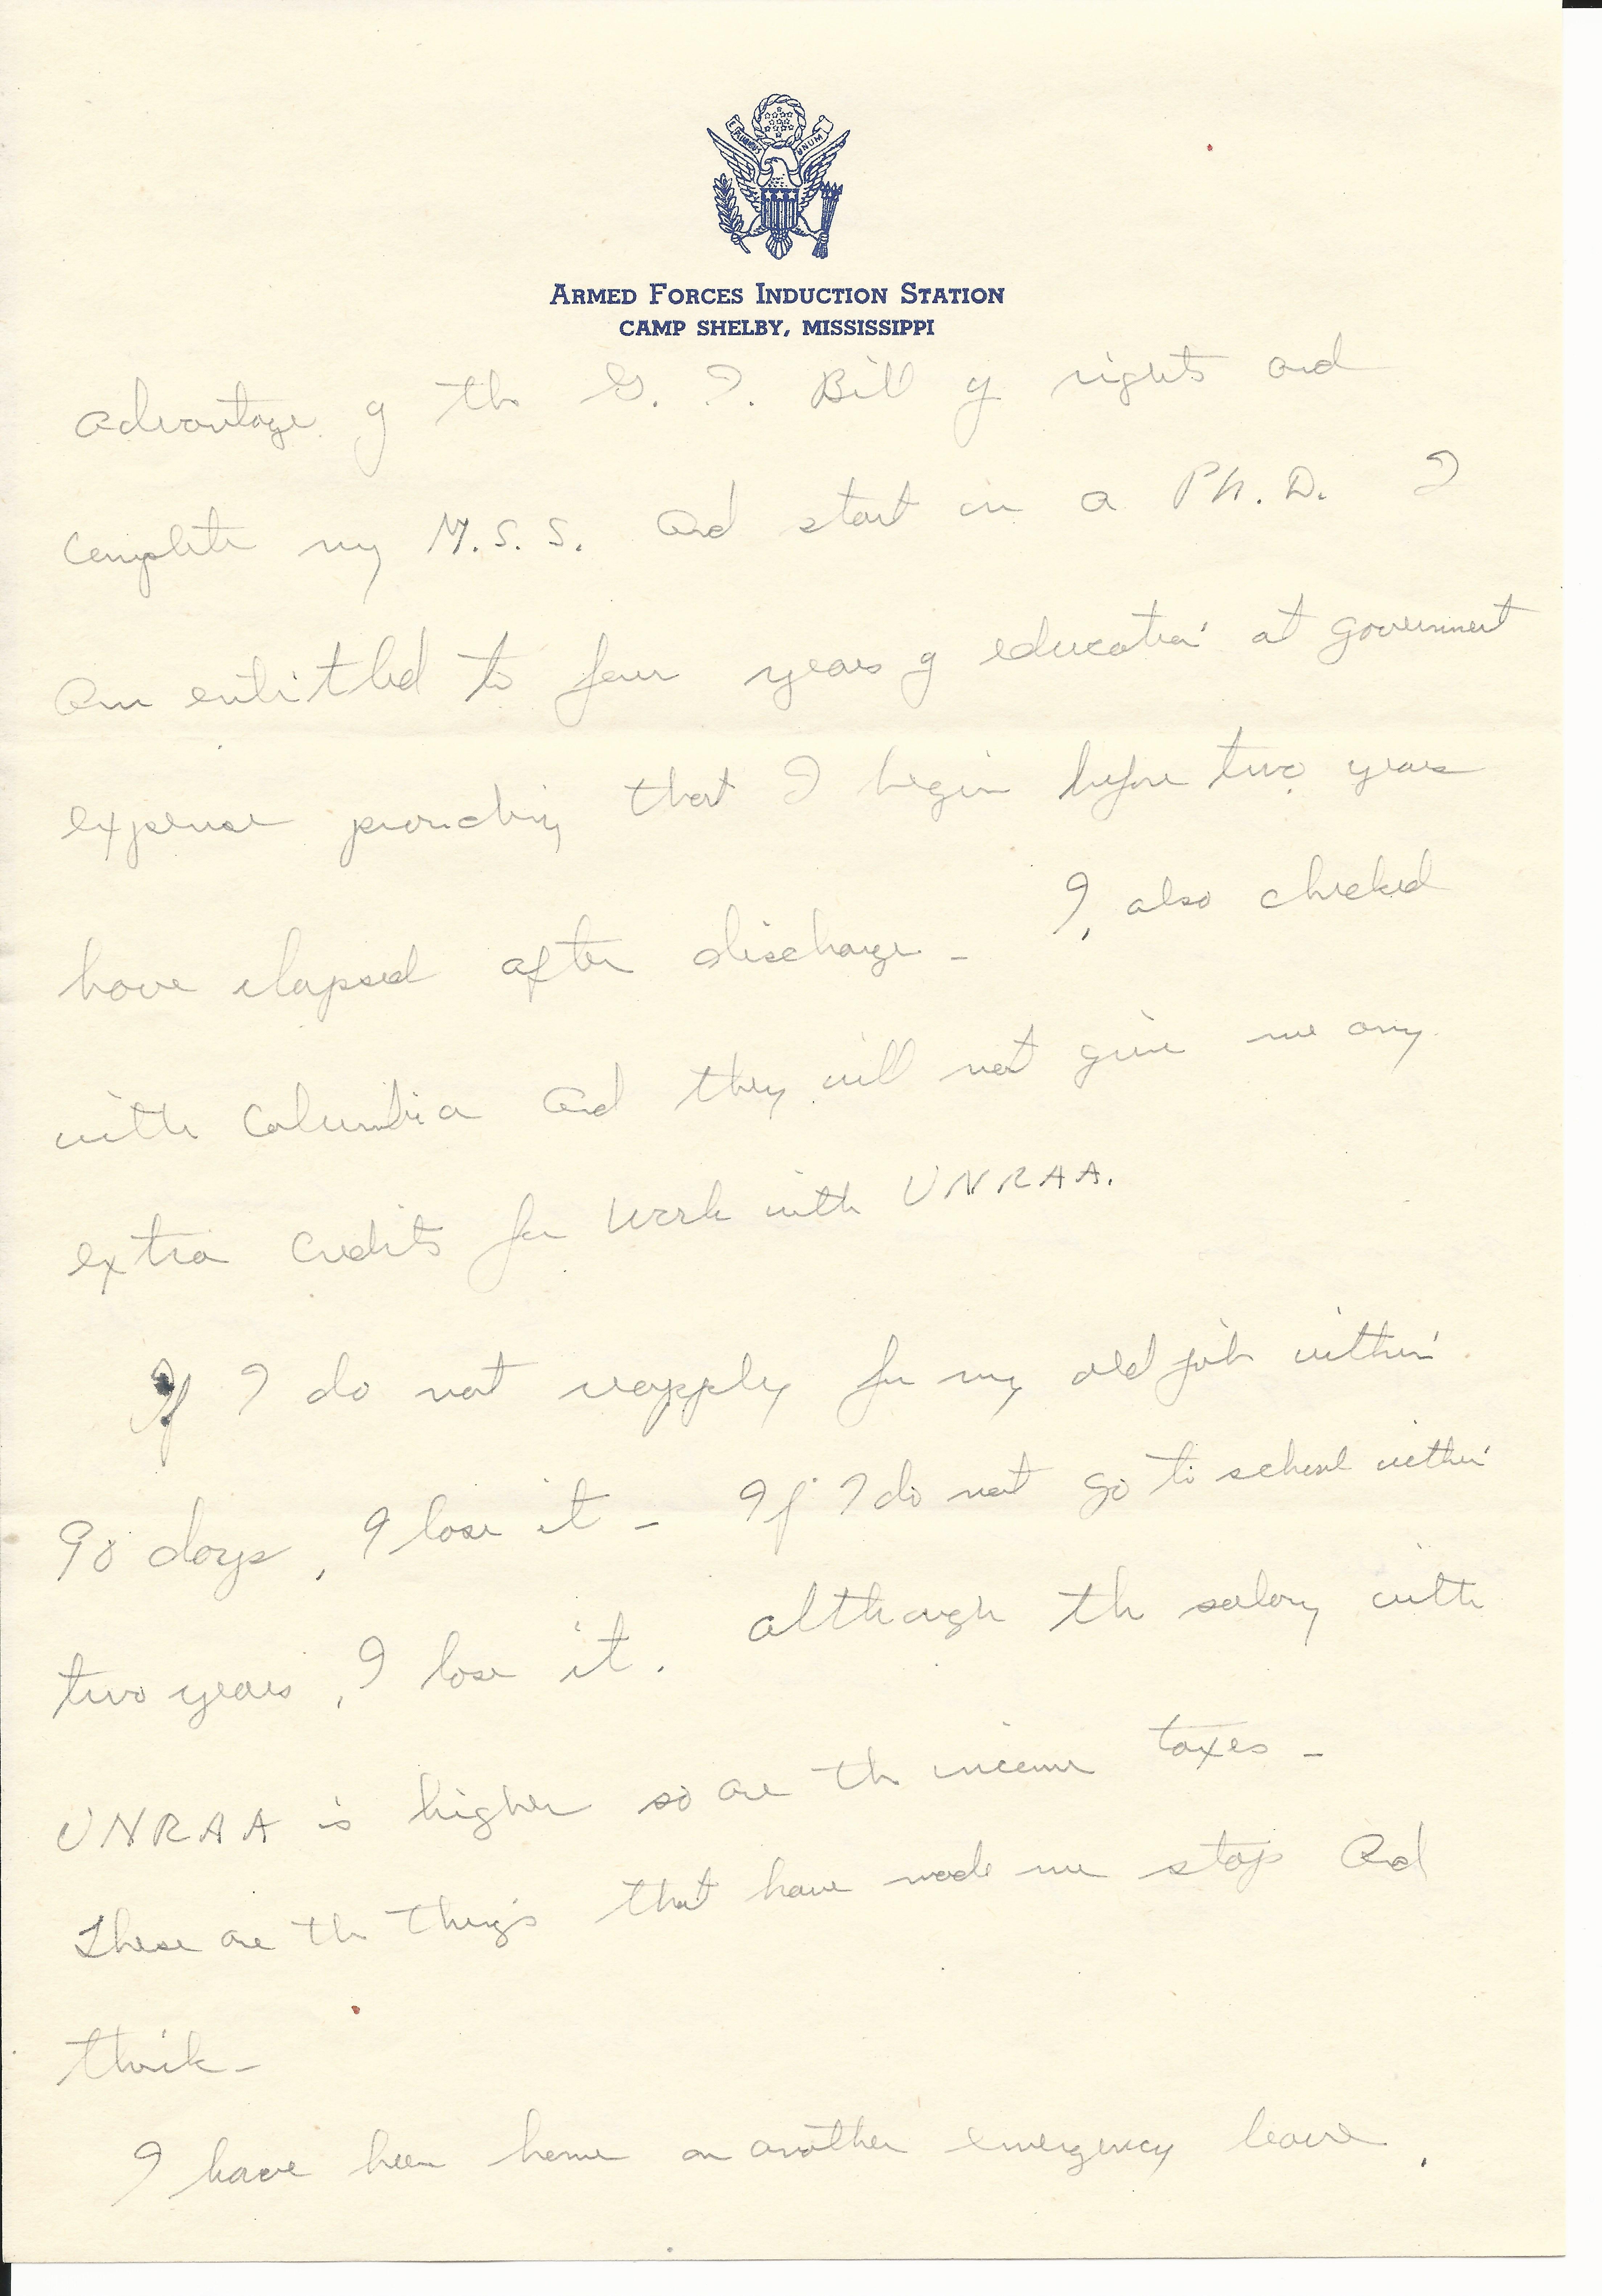 E PLURIBUS UNUM
ARMED FORCES INDUCTION STATION
CAMP SHELBY, MISSISSIPPI
advantage of the G. I. Bill of rights and
complete my M.S.S. and start in a Ph.D. I
am entitled to four years of education at government
expense providing that I begin before two years
have elapsed after discharge - I, also checked
with Columbia and they will not give me any
extra credits for work with UNRAA.
If I do not reapply for my old job within
90 days, I lose it - If I do not go to school within
two years, I lose it. Although the salary with
UNRAA is higher so are the income taxes -
These are the things that have made me stop and
think -
I have been home on another emergency leave,